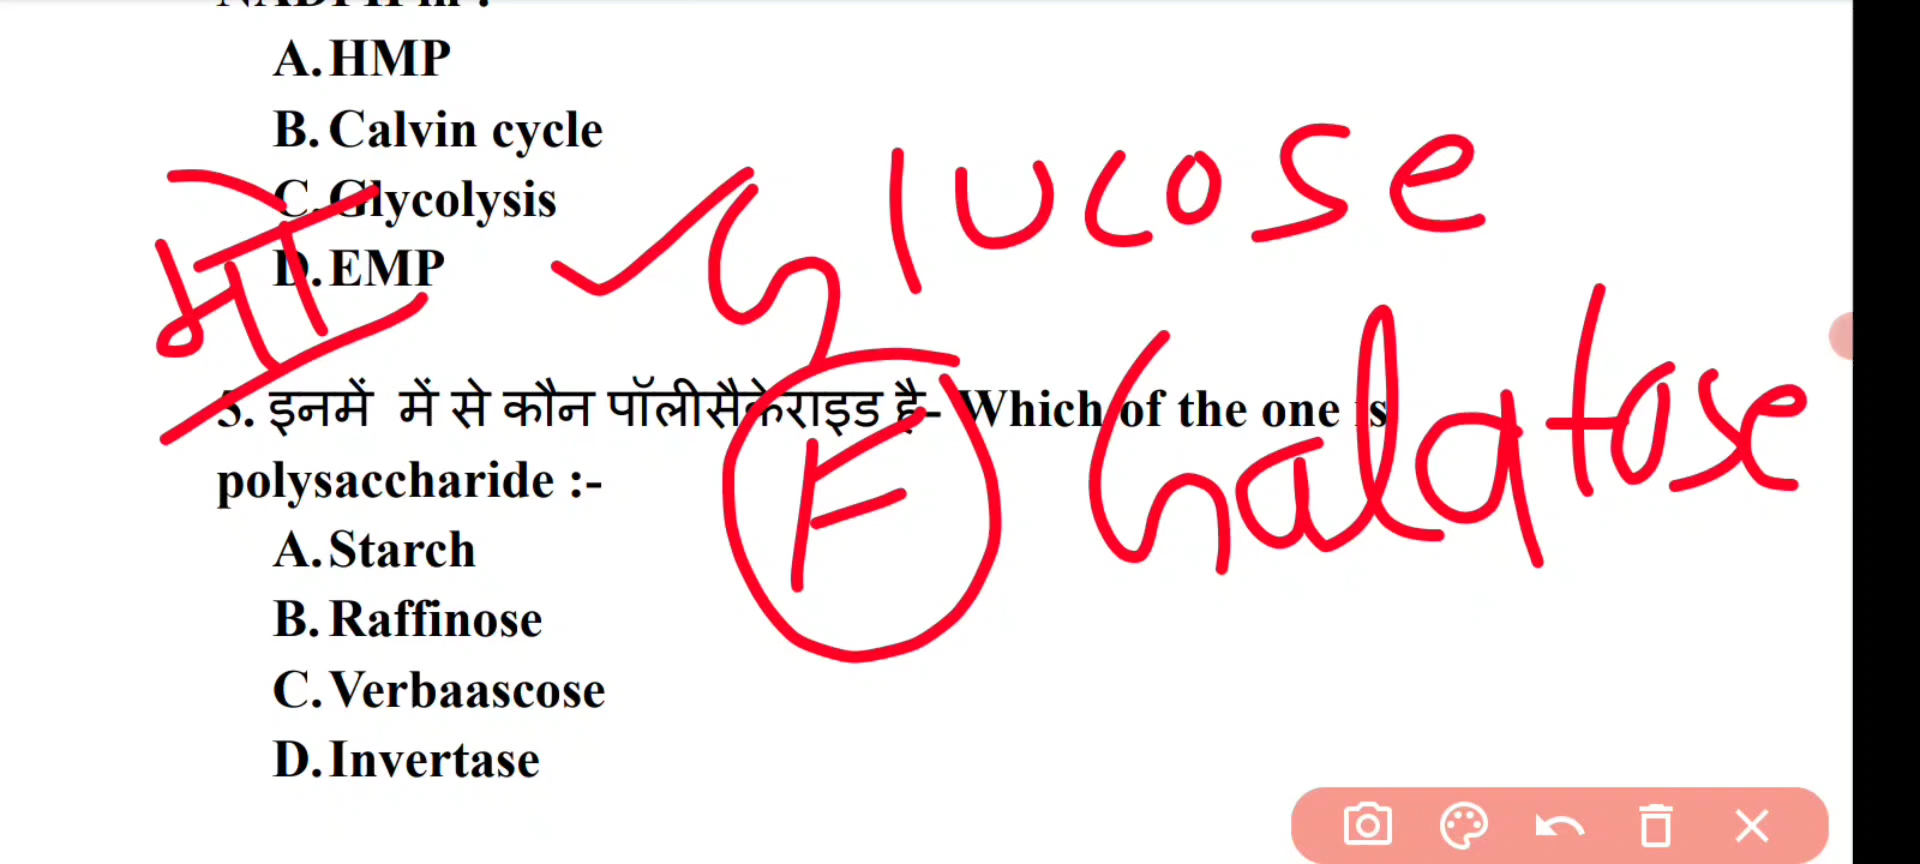 A. HMP
B. Calvin cycle
C. Glycolysis
D. EMP
Glucose
5. इनमें में से कौन पॉलीसैकेराइड है- Which of the one is
polysaccharide :-
F
Galatose
A. Starch
B. Raffinose
C. Verbaascose
D. Invertase